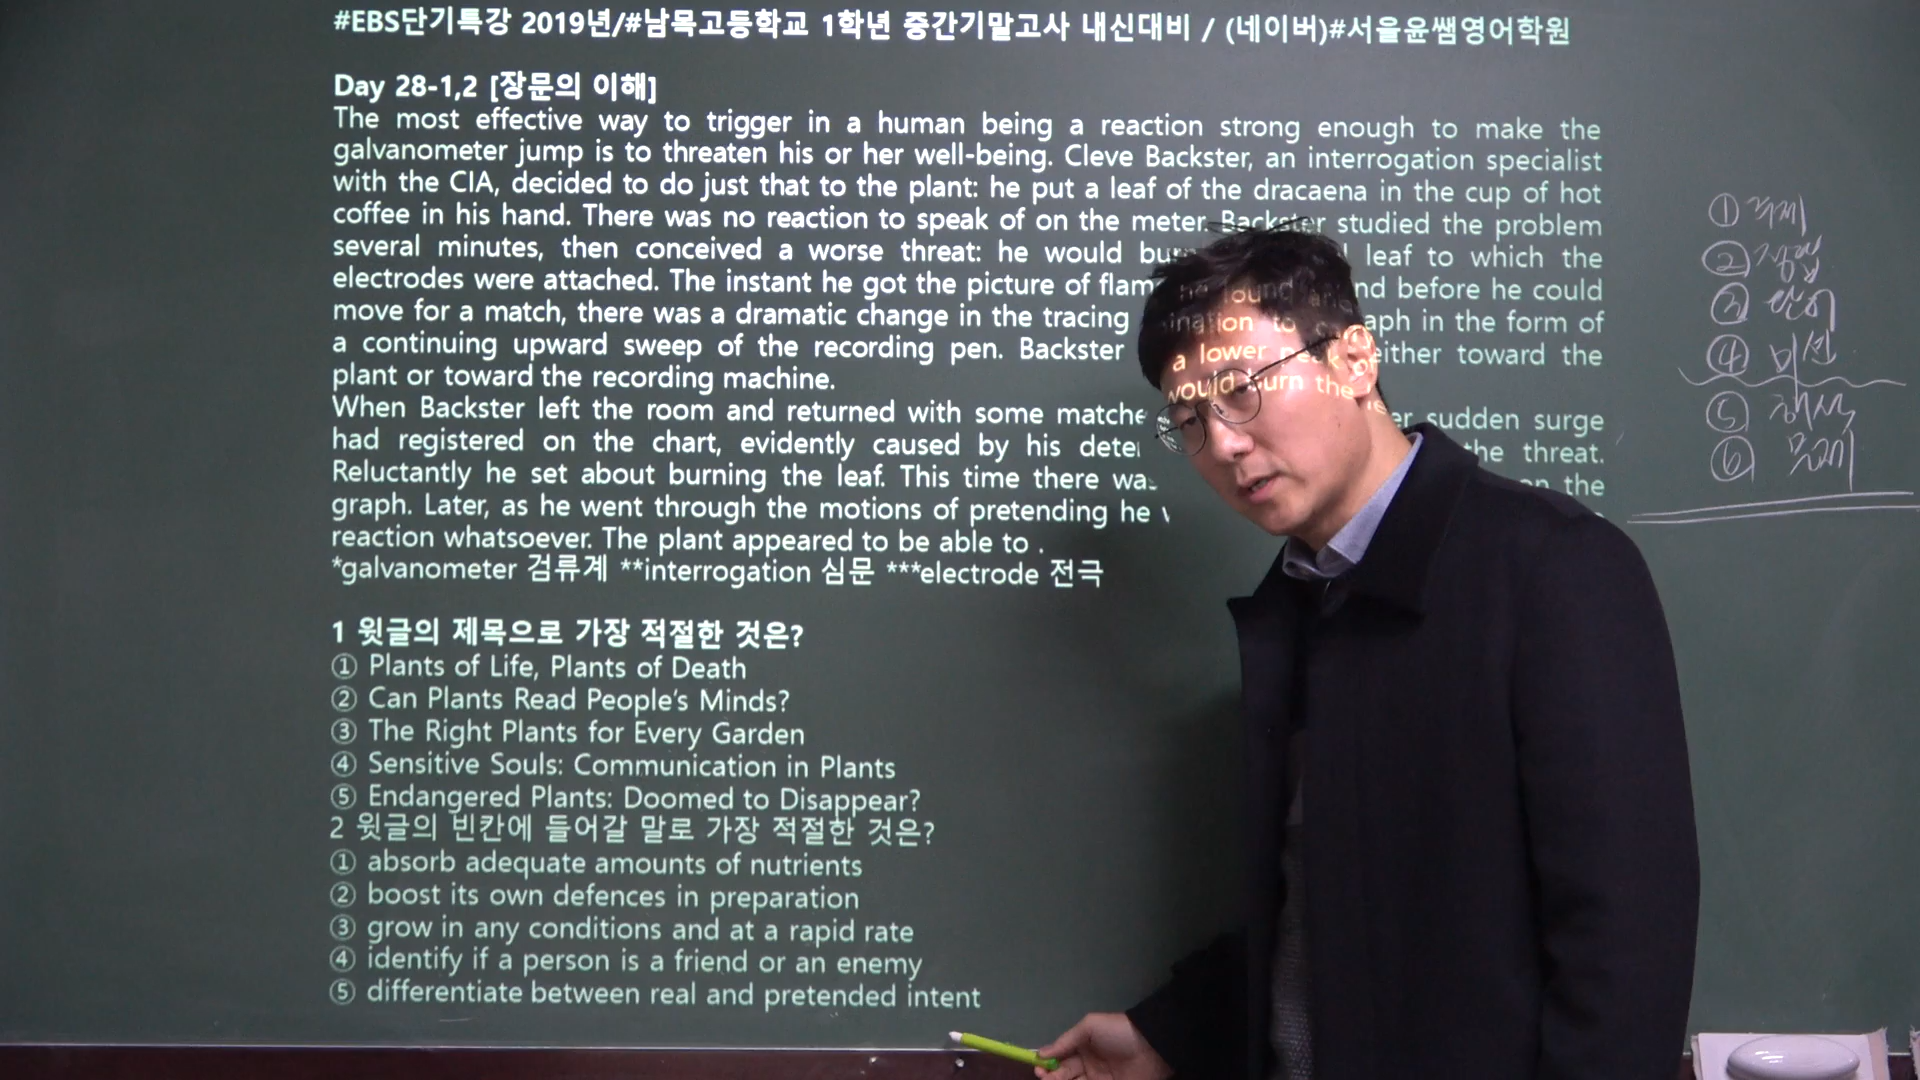 #EBS단기특강 2019년/#남목고등학교 1학년 중간기말고사 내신대비 / (네이버)#서울윤쌤영어학원
Day 28-1,2 [장문의 이해]
The most effective way to trigger in a human being a reaction strong enough to make the
galvanometer jump is to threaten his or her well-being. Cleve Backster, an interrogation specialist
with the CIA, decided to do just that to the plant: he put a leaf of the dracaena in the cup of hot
coffee in his hand. There was no reaction to speak of on the meter. Backster studied the problem
several minutes, then conceived a worse threat: he would leaf to which the
electrodes were attached. The instant he got the picture of and before he could
move for a match, there was a dramatic change in the tracing graph in the form of
a continuing upward sweep of the recording pen. Backster either toward the
plant or toward the recording machine.
When Backster left the room and returned with some he found sudden surge
had registered on the chart, evidently caused by his to the threat.
Reluctantly he set about burning the leaf. This time there a lower peak on the
graph. Later, as he went through the motions of pretending he would burn the
reaction whatsoever. The plant appeared to be able to .
*galvanometer 검류계 **interrogation 심문 ***electrode 전극
1 윗글의 제목으로 가장 적절한 것은?
① Plants of Life, Plants of Death
② Can Plants Read People's Minds?
③ The Right Plants for Every Garden
④ Sensitive Souls: Communication in Plants
⑤ Endangered Plants: Doomed to Disappear?
2 윗글의 빈칸에 들어갈 말로 가장 적절한 것은?
① absorb adequate amounts of nutrients
② boost its own defences in preparation
③ grow in any conditions and at a rapid rate
④ identify if a person is a friend or an enemy
⑤ differentiate between real and pretended intent
①
②
③
④
⑤
⑥